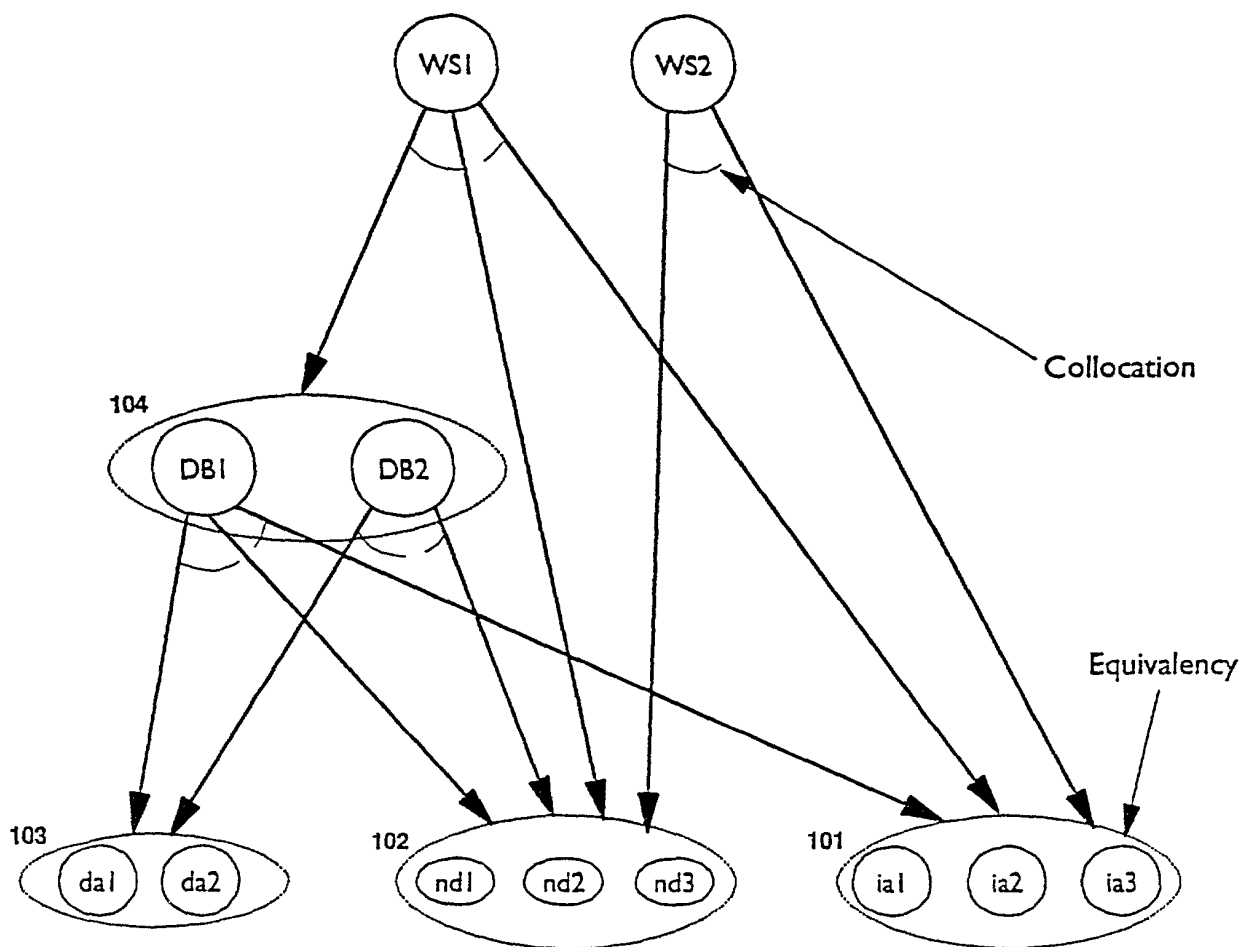 WS1
WS2
Collocation
104
DB1
DB2
Equivalency
103
102
101
da1
da2
nd1
nd2
nd3
ia1
ia2
ia3